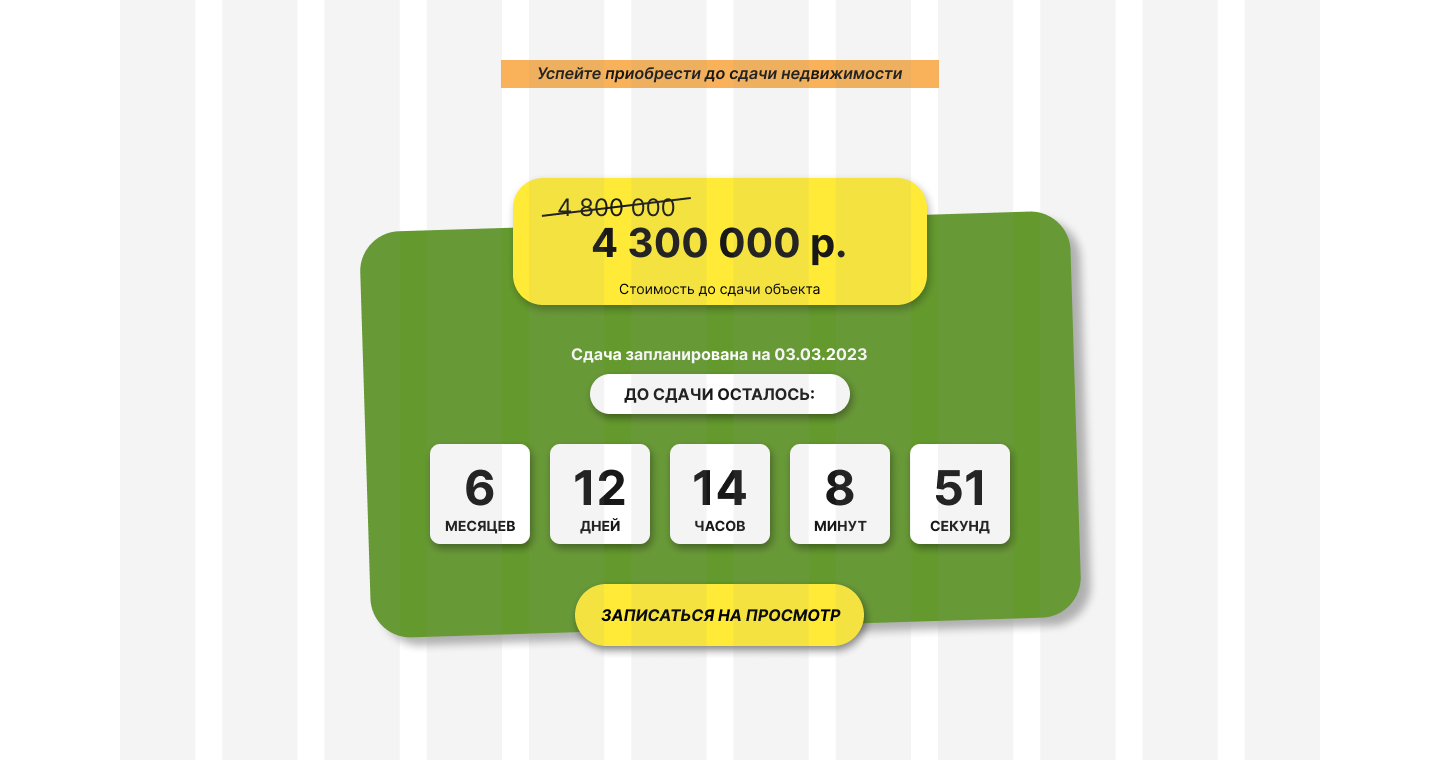 Успейте приобрести до сдачи недвижимости
4 800 000
4 300 000 р.
Стоимость до сдачи объекта
Сдача запланирована на 03.03.2023
ДО СДАЧИ ОСТАЛОСЬ:
6 12 14 8 51
МЕСЯЦЕВ ДНЕЙ ЧАСОВ МИНУТ СЕКУНД
ЗАПИСАТЬСЯ НА ПРОСМОТР